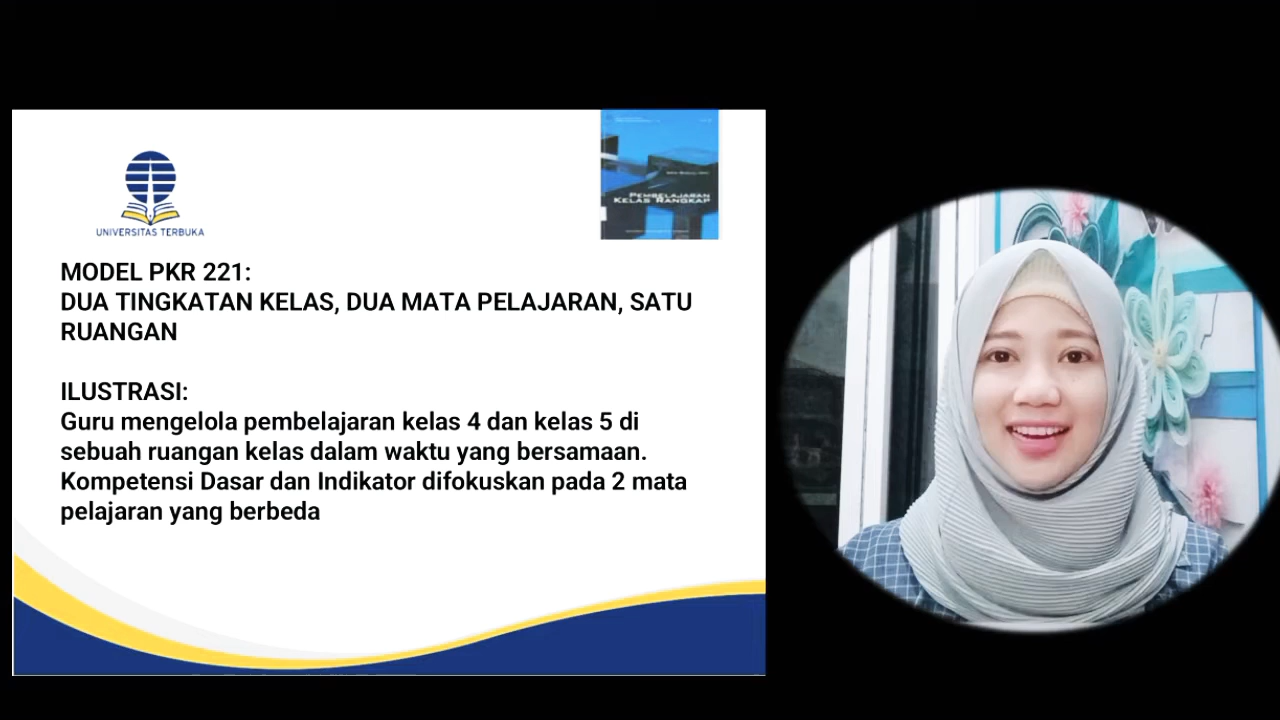 UNIVERSITAS TERBUKA
PEMBELAJARAN
KELAS RANGKAP
MODEL PKR 221:
DUA TINGKATAN KELAS, DUA MATA PELAJARAN, SATU
RUANGAN
ILUSTRASI:
Guru mengelola pembelajaran kelas 4 dan kelas 5 di
sebuah ruangan kelas dalam waktu yang bersamaan.
Kompetensi Dasar dan Indikator difokuskan pada 2 mata
pelajaran yang berbeda